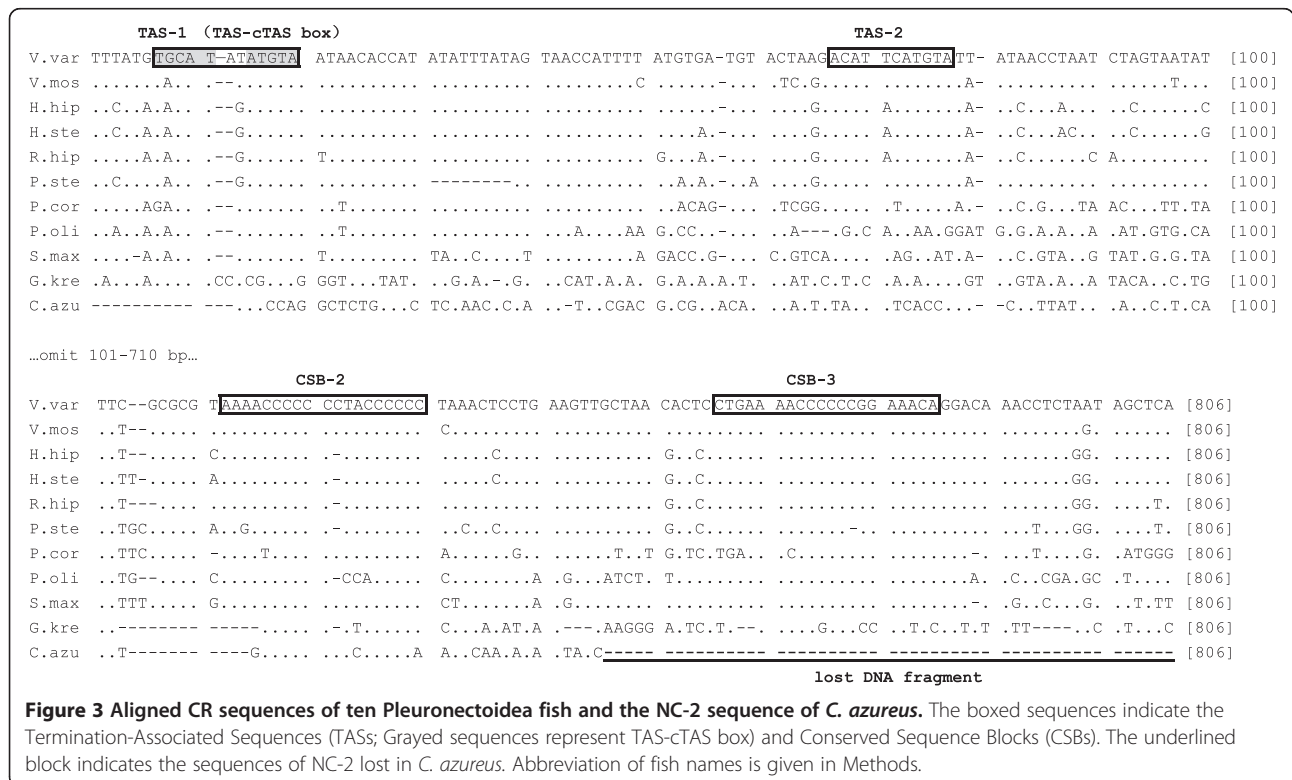 TAS-1 (TAS-cTAS box) TAS-2
V.var TTTATGTGCAT–ATATGTA ATAACACCAT ATATTTATAG TAACCATTTT ATGTGA-TGT ACTAAGACAT TCATGTATT- ATAACCTAAT CTAGTAATAT [100]
V.mos .......A.. .--....... .......... .......... .........C ......-... ..TC.G.... .......A-. .......... ......T... [100]
H.hip ..C..A.A.. .--G...... .......... .......... .......... ......-... .....G.... A......A-. ..C...A... ..C......C [100]
H.ste ..C..A.A.. .--G...... .......... .......... .......... ....A.-... .....G.... .......A-. ..C...AC.. ..C......G [100]
R.hip .....A.A.. .--G...... T......... .......... .......... G...A.-... .....G.... A......A-. ..C.....C A......... [100]
P.ste ..C....A.. .--G...... .......... --------.. .......... ..A.A.-..A .....G.... .......A-. .......... .......... [100]
P.cor .....AGA.. .--....... ..T....... .......... .......... ..ACAG-... ..TCGG.... .T.....A.- ..C.G...TA AC...TT.TA [100]
P.oli ..A..A.A.. .--....... ..T....... .......... ...A....AA G.CC..-... ..A---.G.C A..AA.GGAT G.G.A.A..A .AT.GTG.CA [100]
S.max ....-A.A.. .--....... T......... TA..C....T .........A GACC.G-... C.GTCA.... .AG..AT.A- ..C.GTA..G TAT.G.G.TA [100]
G.kre .A...A.... .CC.CG...G GGT...TAT. ..G.A.-.G. .CAT.A.A. G.A.A.A.T. ..AT.C.T.C .A.A....GT ..GTA.A..A TACA..C.TG [100]
C.azu ---------- ---...CCAG GCTCTG...C TC.AAC.C.A ..-T..CGAC G.CG..ACA. ..A.T.TA.. .TCACC...- -C..TTAT.. .A..C.T.CA [100]
...omit 101-710 bp...
CSB-2 CSB-3
V.var TTC--GCGCG TAAAACCCCC CCTACCCCCC TAAACTCCTG AAGTTGCTAA CACTCCTGAA AACCCCCCGG AAACAGGACA AACCTCTAAT AGCTCA [806]
V.mos ..T--..... .......... .......... C......... .......... .......... .......... .......... ........G. ...... [806]
H.hip ..T--..... C......... .-........ ....C..... .......... G..C...... .......... .......... .......GG. ...... [806]
H.ste ..TT-..... A......... .-........ ....C..... .......... G..C...... .......... .......... .......GG. ...... [806]
R.hip ..T---.... .......... .-........ .......... .......... G..C...... .......... .......... .......GG. ....T. [806]
P.ste ..TGC..... A..G...... .-........ ..C..C.... .......... G..C...... ......-... .......... ...T...GG. ....T. [806]
P.cor ..TTC..... -....T.... .......... A.....G... ......T..T G.TC.TGA.. .C........ ........-. ...T....G. .ATGGG [806]
P.oli ..TG--.... C......... .-CCA..... C.......A .G...ATCT. T......... .......... ........A. .C..CGA.GC .T.... [806]
S.max ..TTT..... G......... .......... CT......A .G........ .......... .......... ........-. .G..C...G. ..T.TT [806]
G.kre ..-------- -----..... .-.T...... C...A.AT.A .---.AAGGG A.TC.T.--. ....G...CC ..T.C..T.T .TT----..C .T...C [806]
C.azu ..T------- ----G..... ...C.....A A..CAA.A.A .TA.C----- ---------- ---------- ---------- ---------- ------ [806]
lost DNA fragment
Figure 3 Aligned CR sequences of ten Pleuronectoidea fish and the NC-2 sequence of C. azureus. The boxed sequences indicate the
Termination-Associated Sequences (TASs; Grayed sequences represent TAS-cTAS box) and Conserved Sequence Blocks (CSBs). The underlined
block indicates the sequences of NC-2 lost in C. azureus. Abbreviation of fish names is given in Methods.